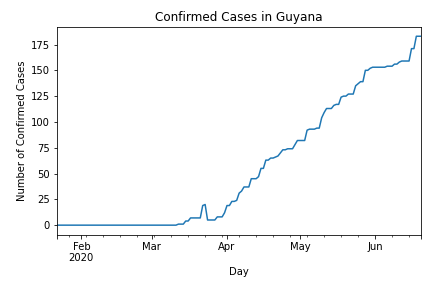 Confirmed Cases in Guyana
Number of Confirmed Cases
175
150
125
100
75
50
25
0
Feb Mar Apr May Jun
2020
Day